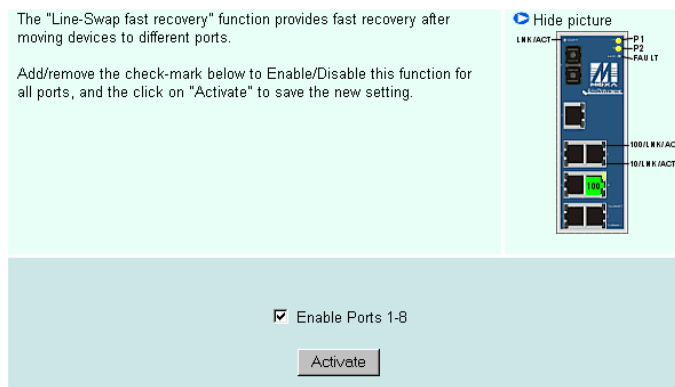 The "Line-Swap fast recovery" function provides fast recovery after
moving devices to different ports.
Add/remove the check-mark below to Enable/Disable this function for
all ports, and the click on "Activate" to save the new setting.
Hide picture
LNK/ACT
P1
P2
FAULT
MOXA
100/LNK/AC
10/LNK/ACT
100
Enable Ports 1-8
Activate